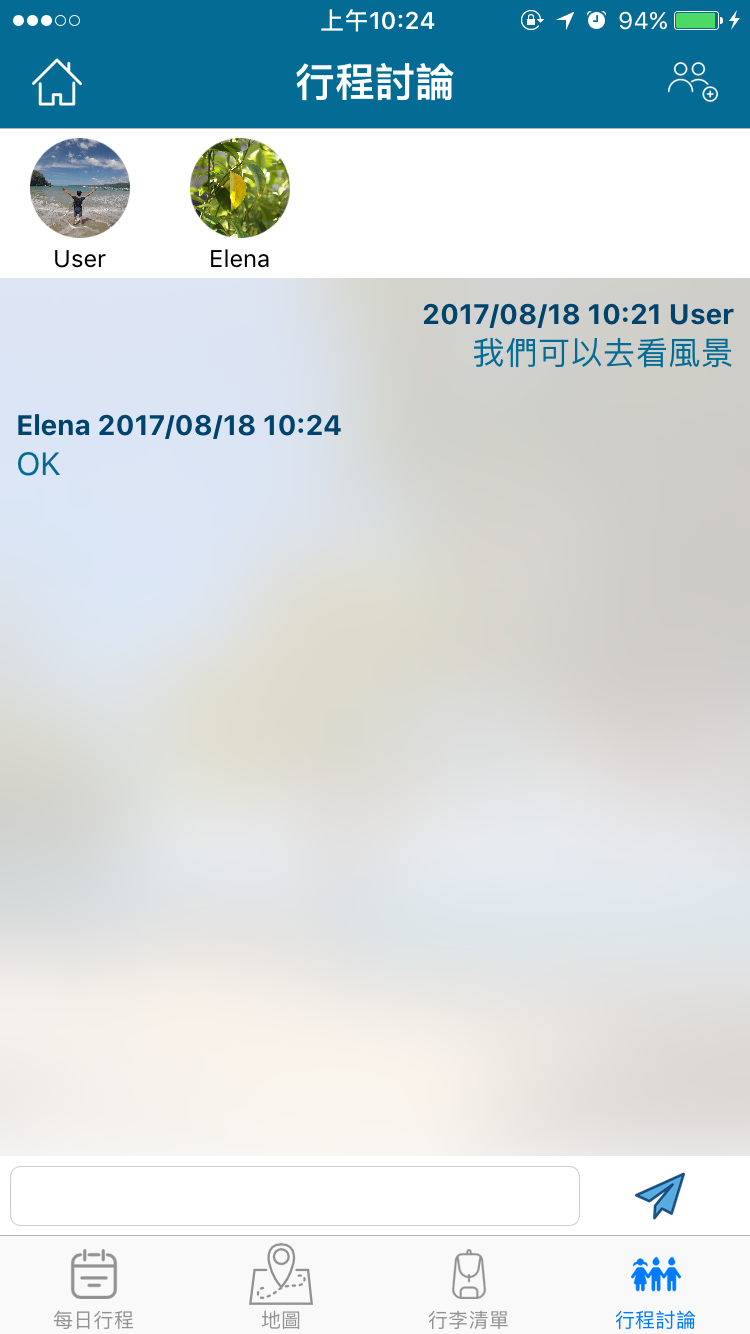 上午10:24
94%
行程討論
User
Elena
2017/08/18 10:21 User
我們可以去看風景
Elena 2017/08/18 10:24
OK
每日行程
地圖
行李清單
行程討論